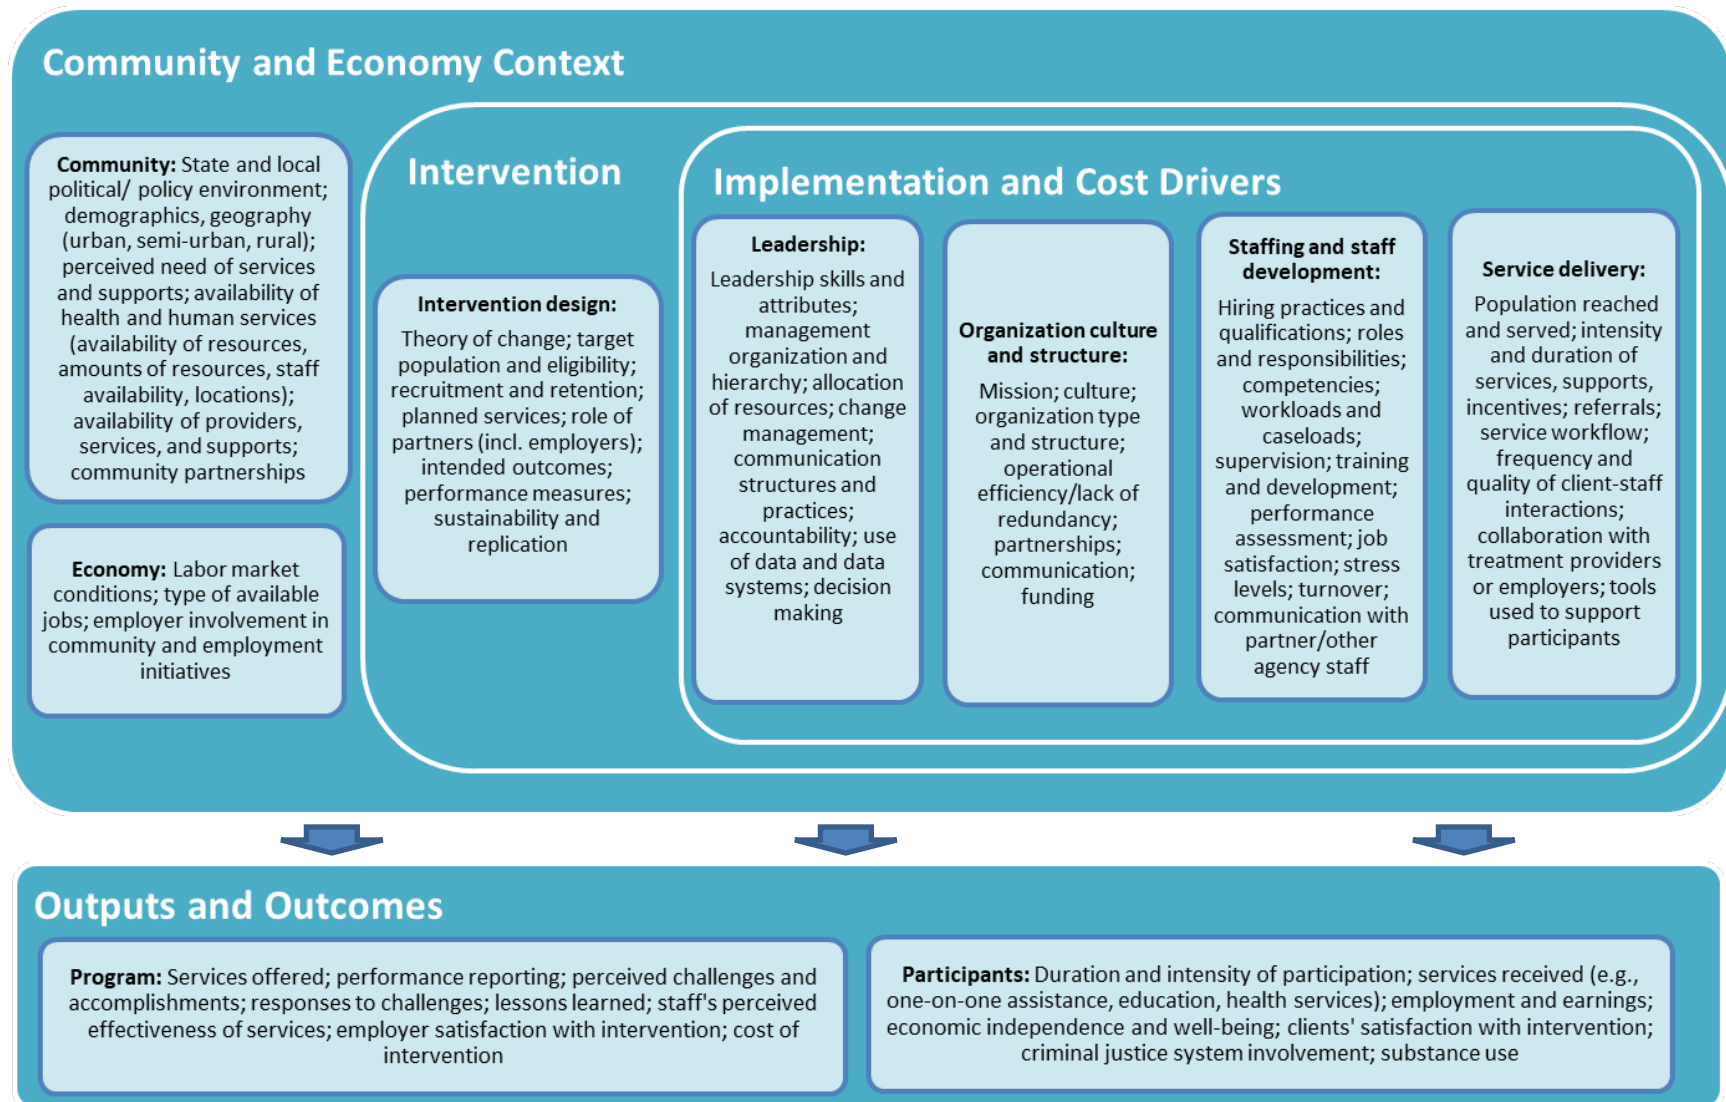 Community and Economy Context
Community: State and local
political/ policy environment;
demographics, geography
(urban, semi-urban, rural);
perceived need of services
and supports; availability of
health and human services
(availability of resources,
amounts of resources, staff
availability, locations);
availability of providers,
services, and supports;
community partnerships
Economy: Labor market
conditions; type of available
jobs; employer involvement in
community and employment
initiatives
Intervention
Intervention design:
Theory of change; target
population and eligibility;
recruitment and retention;
planned services; role of
partners (incl. employers);
intended outcomes;
performance measures;
sustainability and
replication
Implementation and Cost Drivers
Leadership:
Leadership skills and
attributes;
management
organization and
hierarchy; allocation
of resources; change
management;
communication
structures and
practices;
accountability; use
of data and data
systems; decision
making
Organization culture
and structure:
Mission; culture;
organization type
and structure;
operational
efficiency/lack of
redundancy;
partnerships;
communication;
funding
Staffing and staff
development:
Hiring practices and
qualifications; roles
and responsibilities;
competencies;
workloads and
caseloads;
supervision; training
and development;
performance
assessment; job
satisfaction; stress
levels; turnover;
communication with
partner/other
agency staff
Service delivery:
Population reached
and served; intensity
and duration of
services, supports,
incentives; referrals;
service workflow;
frequency and
quality of client-staff
interactions;
collaboration with
treatment providers
or employers; tools
used to support
participants
Outputs and Outcomes
Program: Services offered; performance reporting; perceived challenges and
accomplishments; responses to challenges; lessons learned; staff's perceived
effectiveness of services; employer satisfaction with intervention; cost of
intervention
Participants: Duration and intensity of participation; services received (e.g.,
one-on-one assistance, education, health services); employment and earnings;
economic independence and well-being; clients' satisfaction with intervention;
criminal justice system involvement; substance use